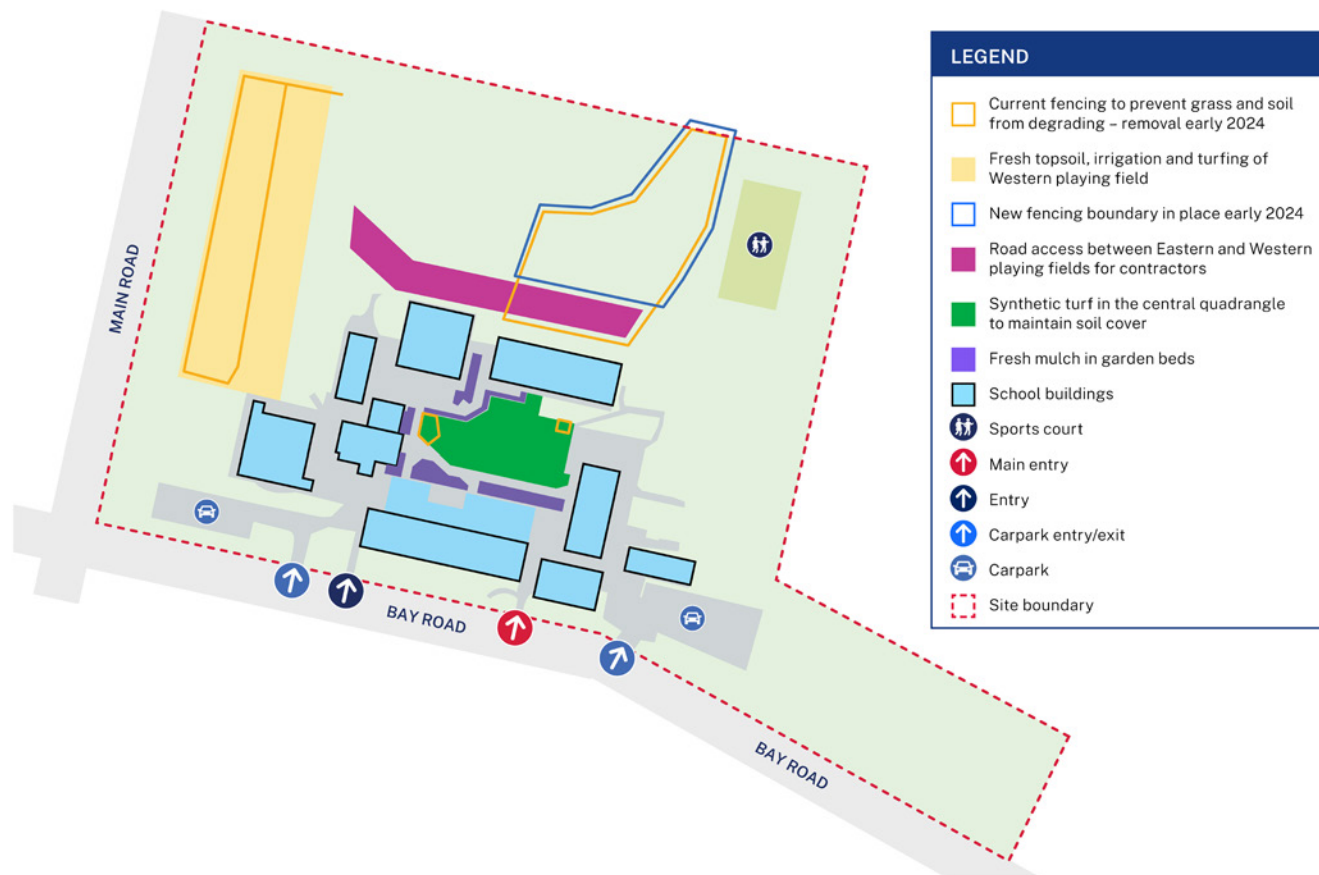 MAIN ROAD
BAY ROAD
BAY ROAD
LEGEND
Current fencing to prevent grass and soil
from degrading – removal early 2024
Fresh topsoil, irrigation and turfing of
Western playing field
New fencing boundary in place early 2024
Road access between Eastern and Western
playing fields for contractors
Synthetic turf in the central quadrangle
to maintain soil cover
Fresh mulch in garden beds
School buildings
Sports court
Main entry
Entry
Carpark entry/exit
Carpark
Site boundary